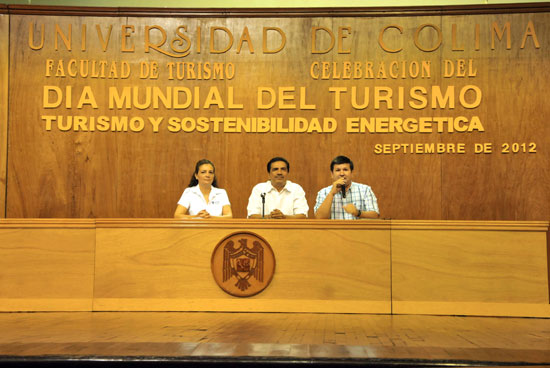 UNIVERSIDAD DE COLIMA
FACULTAD DE TURISMO CELEBRACION DEL
DIA MUNDIAL DEL TURISMO
TURISMO Y SOSTENIBILIDAD ENERGETICA
SEPTIEMBRE DE 2012